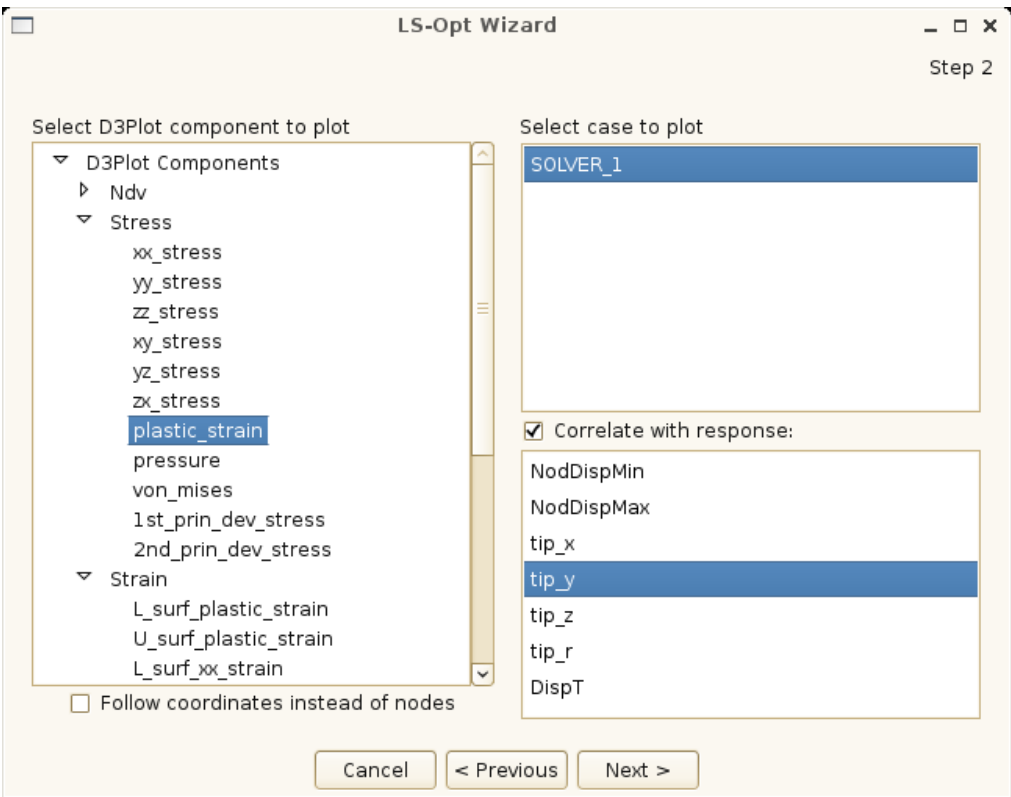 LS-Opt Wizard
Step 2
Select D3Plot component to plot
D3Plot Components
Ndv
Stress
xx_stress
yy_stress
zz_stress
xy_stress
yz_stress
zx_stress
plastic_strain
pressure
von_mises
1st_prin_dev_stress
2nd_prin_dev_stress
Strain
L_surf_plastic_strain
U_surf_plastic_strain
L_surf_xx_strain
Follow coordinates instead of nodes
Select case to plot
SOLVER_1
Correlate with response:
NodDispMin
NodDispMax
tip_x
tip_y
tip_z
tip_r
DispT
Cancel
< Previous
Next >